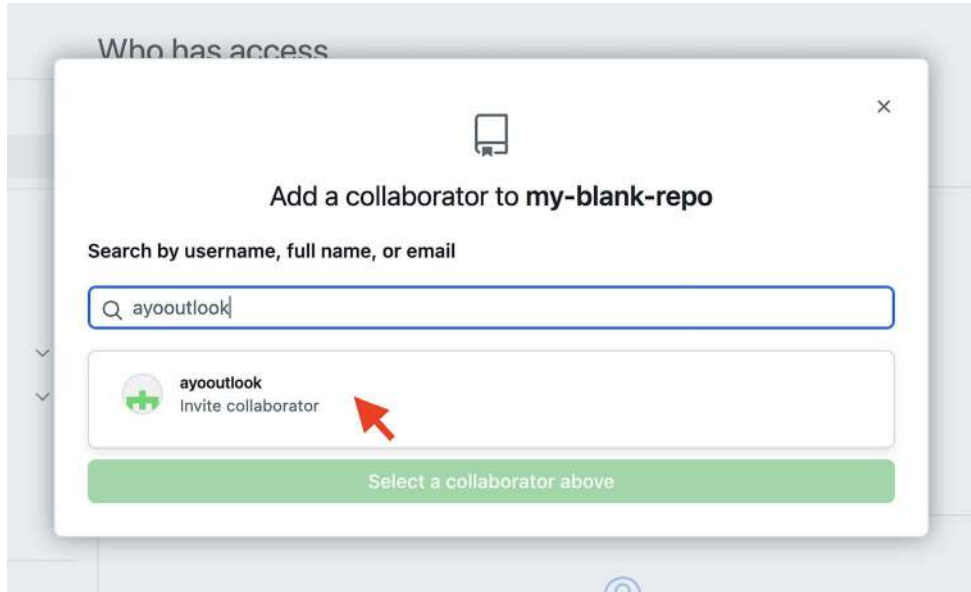 Who has access
Add a collaborator to my-blank-repo
Search by username, full name, or email
ayooutlook
ayooutlook
Invite collaborator
Select a collaborator above